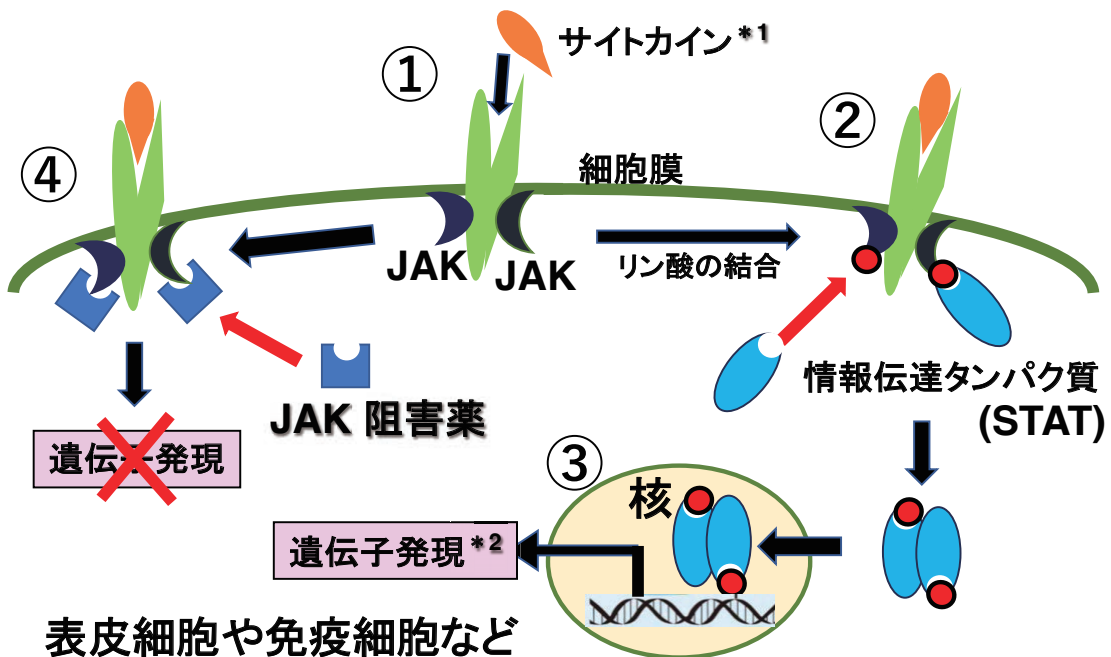 ①
サイトカイン*1
②
④
細胞膜
JAK
JAK
リン酸の結合
情報伝達タンパク質
(STAT)
JAK 阻害薬
遺伝子発現
③
核
遺伝子発現*2
表皮細胞や免疫細胞など